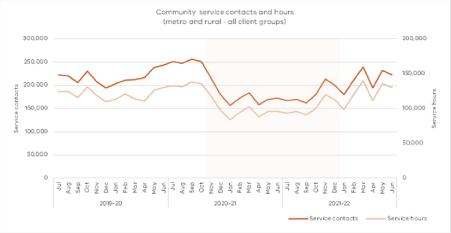 Community service contacts and hours
(metro and rural - all client groups)
300,000
250,000
200,000
150,000
100,000
50,000
0
Service contacts
200,000
150,000
100,000
50,000
0
Service hours
Jul Aug Sep Oct Nov Dec Jan Feb Mar Apr May Jun Jul Aug Sep Oct Nov Dec Jan Feb Mar Apr May Jun Jul Aug Sep Oct Nov Dec Jan Feb Mar Apr May Jun
2019-20 2020-21 2021-22
Service contacts Service hours